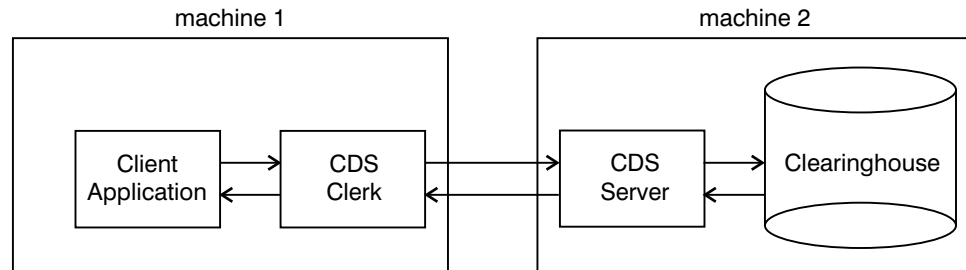 machine 1
machine 2
Client
Application
CDS
Clerk
CDS
Server
Clearinghouse